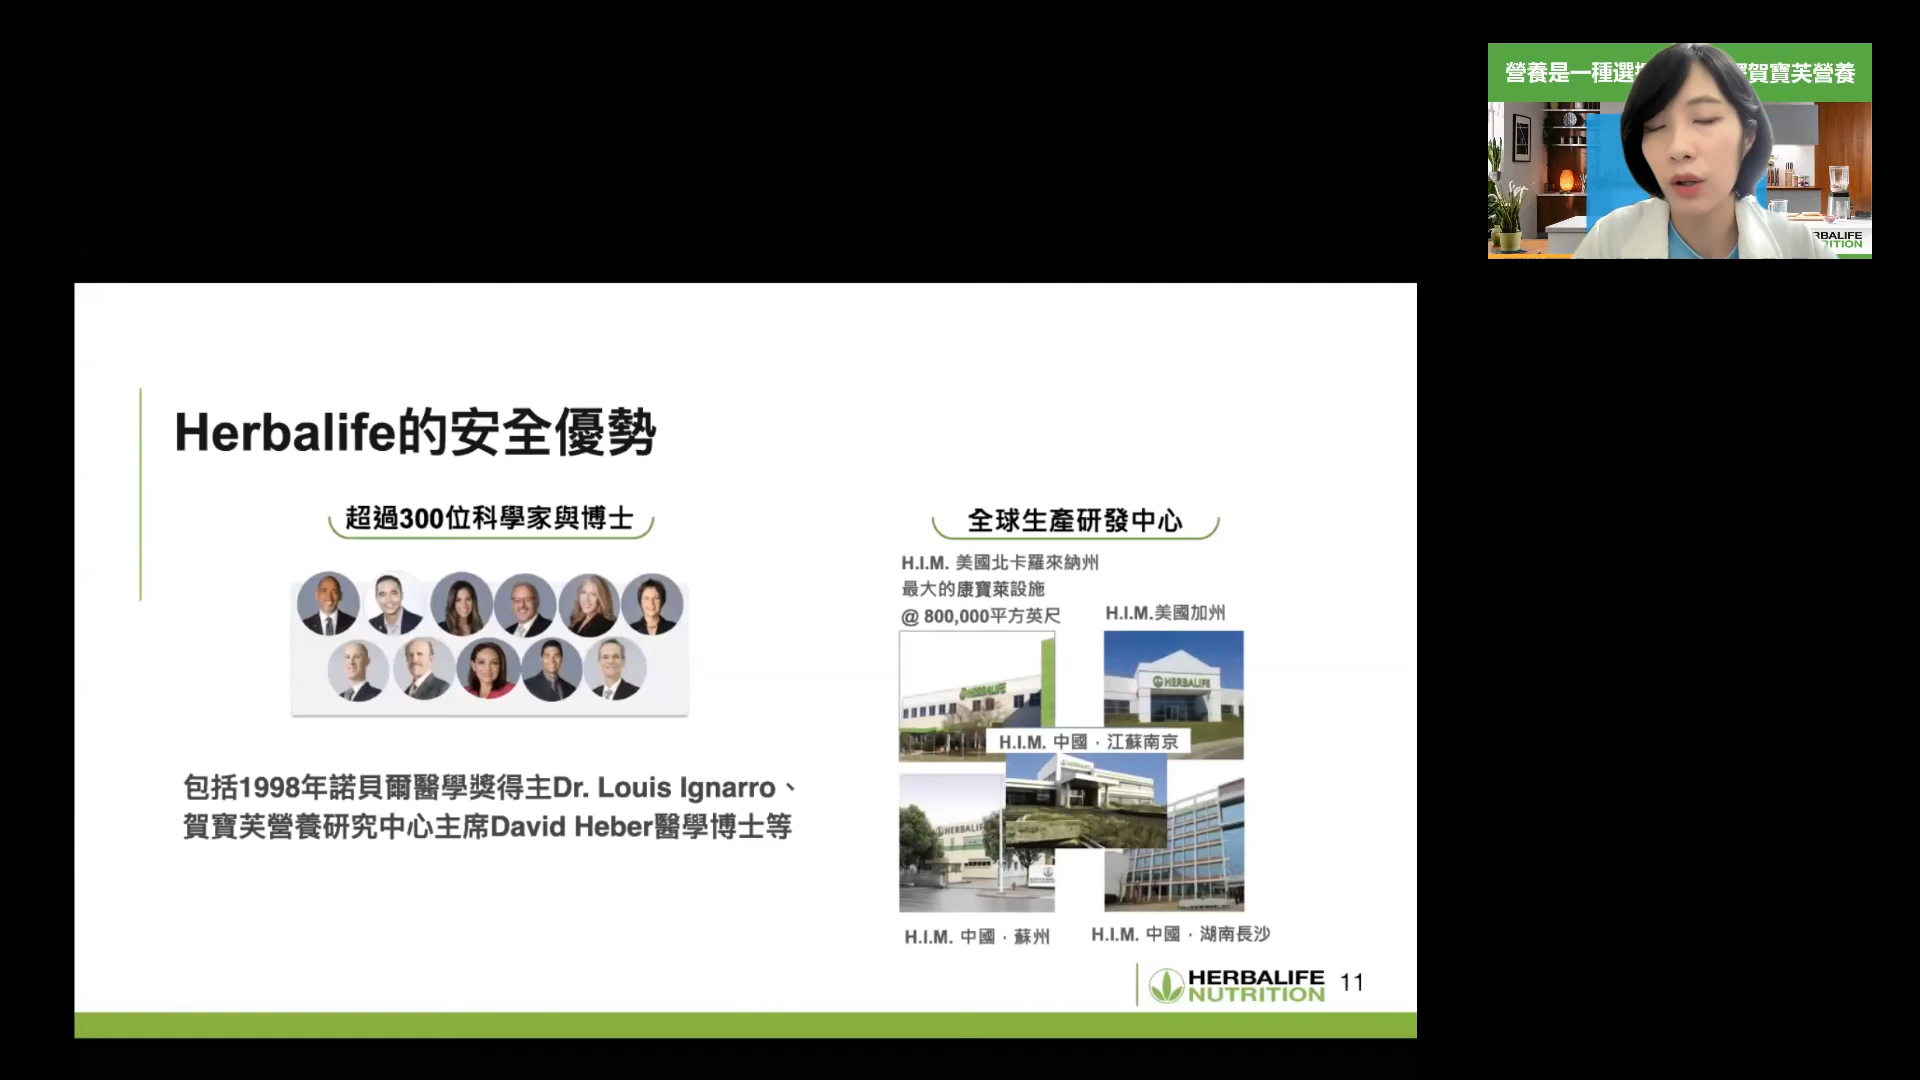 營養是一種選
賀寶芙營養
RBALIFE
RITION
Herbalife的安全優勢
超過300位科學家與博士
包括1998年諾貝爾醫學獎得主Dr. Louis Ignarro、
賀寶芙營養研究中心主席David Heber醫學博士等
全球生產研發中心
H.I.M. 美國北卡羅來納州
最大的康寶萊設施
@ 800,000平方英尺
H.I.M.美國加州
HERBALIFE
HERBALIFE
H.I.M. 中國．江蘇南京
HERBALIF
H.I.M. 中國．蘇州
H.I.M. 中國．湖南長沙
HERBALIFE
NUTRITION
11